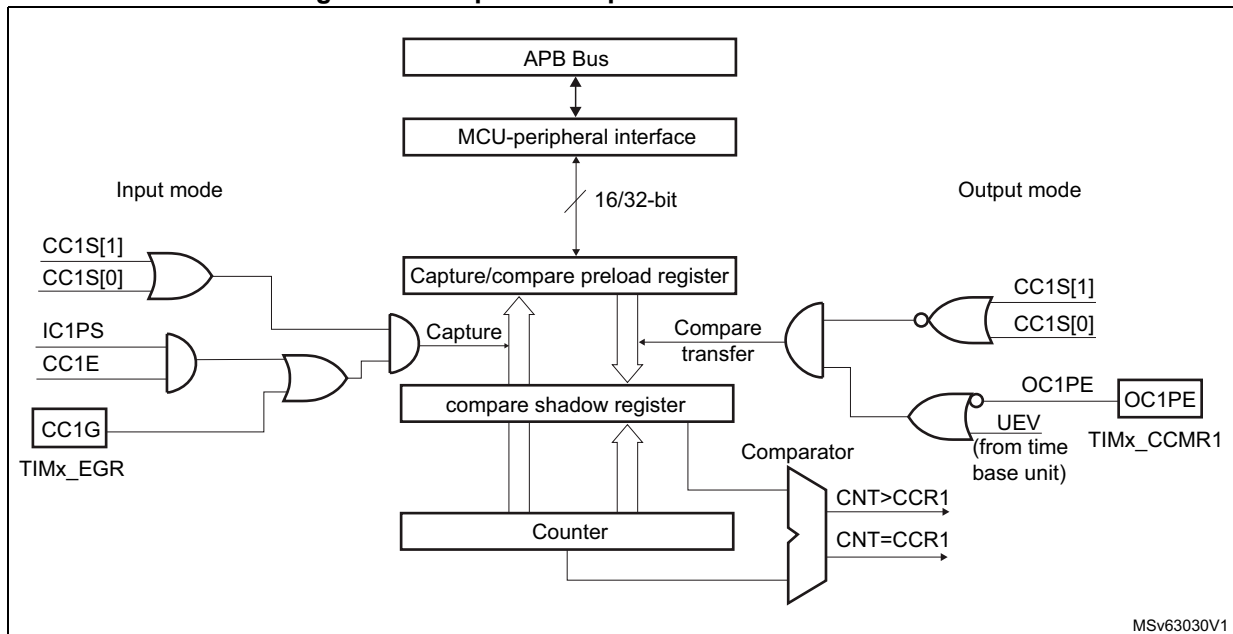 APB Bus
MCU-peripheral interface
Input mode
16/32-bit
Output mode
CC1S[1]
CC1S[0]
Capture/compare preload register
CC1S[1]
CC1S[0]
IC1PS
CC1E
Capture
Compare
transfer
CC1G
TIMx_EGR
compare shadow register
OC1PE
OC1PE
UEV
(from time
base unit)
TIMx_CCMR1
Comparator
CNT>CCR1
Counter
CNT=CCR1
MSv63030V1